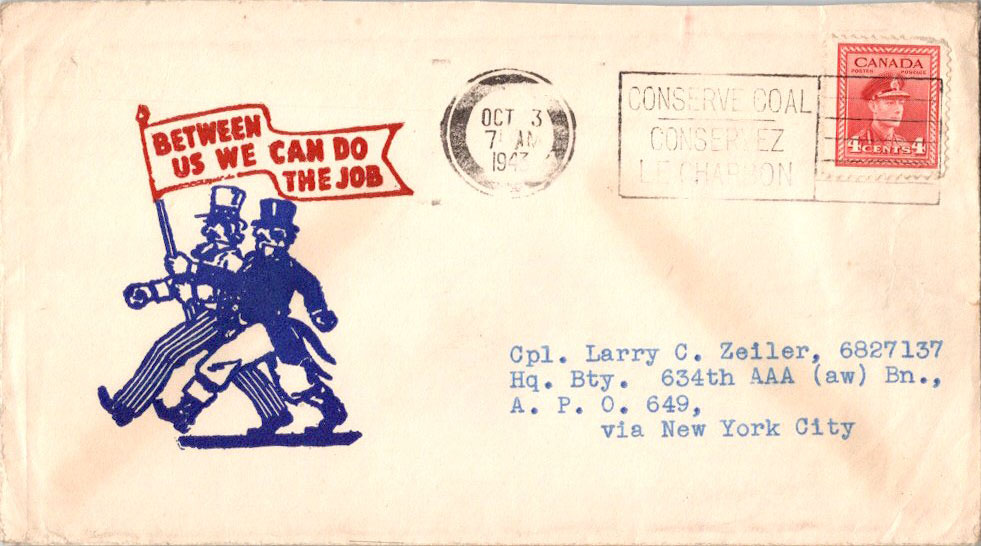 BETWEEN
US WE CAN DO
THE JOB
OCT 3
7 AM
1943
CONSERVE COAL
CONSERVEZ
LE CHARBON
CANADA
POSTES POSTAGE
4 CENTS 4
Cpl. Larry C. Zeiler, 6827137
Hq. Bty. 634th AAA (aw) Bn.,
A. P. O. 649,
via New York City